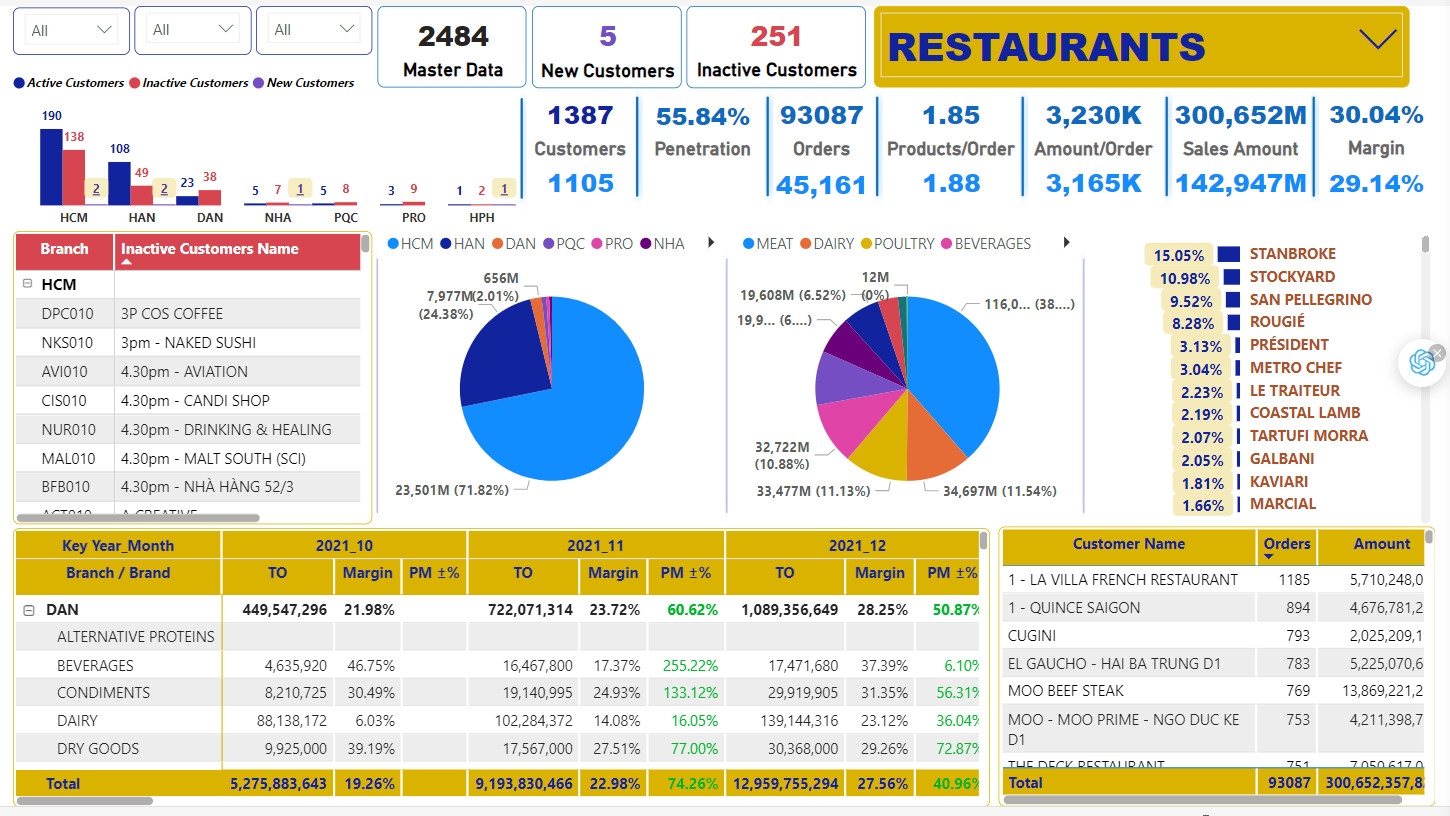 All All All
2484
Master Data
5
New Customers
251
Inactive Customers
RESTAURANTS
Active Customers Inactive Customers New Customers
190
138
2
108
49
2
23
38
5
7
1
5
8
3
9
1
2
1
HCM HAN DAN NHA PQC PRO HPH
1387
Customers
1105
55.84%
Penetration
93087
Orders
45,161
1.85
Products/Order
1.88
3,230K
Amount/Order
3,165K
300,652M
Sales Amount
142,947M
30.04%
Margin
29.14%
Branch Inactive Customers Name
HCM
DPC010 3P COS COFFEE
NKS010 3pm - NAKED SUSHI
AVI010 4.30pm - AVIATION
CIS010 4.30pm - CANDI SHOP
NUR010 4.30pm - DRINKING & HEALING
MAL010 4.30pm - MALT SOUTH (SCI)
BFB010 4.30pm - NHÀ HÀNG 52/3
HCM HAN DAN PQC PRO NHA
656M
(2.01%)
7,977M
(24.38%)
23,501M (71.82%)
MEAT DAIRY POULTRY BEVERAGES
12M
(0%)
19,608M (6.52%)
19,9... (6....)
116,0... (38....)
32,722M
(10.88%)
33,477M (11.13%)
34,697M (11.54%)
15.05% STANBROKE
10.98% STOCKYARD
9.52% SAN PELLEGRINO
8.28% ROUGIÉ
3.13% PRÉSIDENT
3.04% METRO CHEF
2.23% LE TRAITEUR
2.19% COASTAL LAMB
2.07% TARTUFI MORRA
2.05% GALBANI
1.81% KAVIARI
1.66% MARCIAL
Key Year_Month 2021_10 2021_11 2021_12
Branch / Brand TO Margin PM ±% TO Margin PM ±% TO Margin PM ±%
DAN 449,547,296 21.98% 722,071,314 23.72% 60.62% 1,089,356,649 28.25% 50.87%
ALTERNATIVE PROTEINS
BEVERAGES 4,635,920 46.75% 16,467,800 17.37% 255.22% 17,471,680 37.39% 6.10%
CONDIMENTS 8,210,725 30.49% 19,140,995 24.93% 133.12% 29,919,905 31.35% 56.31%
DAIRY 88,138,172 6.03% 102,284,372 14.08% 16.05% 139,144,316 23.12% 36.04%
DRY GOODS 9,925,000 39.19% 17,567,000 27.51% 77.00% 30,368,000 29.26% 72.87%
Total 5,275,883,643 19.26% 9,193,830,466 22.98% 74.26% 12,959,755,294 27.56% 40.96%
Customer Name Orders Amount
1 - LA VILLA FRENCH RESTAURANT 1185 5,710,248,0
1 - QUINCE SAIGON 894 4,676,781,2
CUGINI 793 2,025,209,1
EL GAUCHO - HAI BA TRUNG D1 783 5,225,070,6
MOO BEEF STEAK 769 13,869,221,2
MOO - MOO PRIME - NGO DUC KE 753 4,211,398,7
D1
THE DECK RESTAURANT 751 7,050,617,0
Total 93087 300,652,357,8